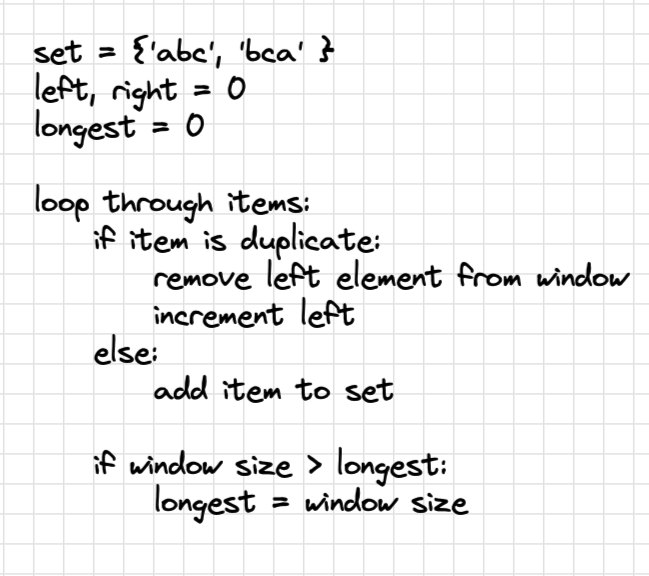 set = {'abc', 'bca' }
left, right = 0
longest = 0
loop through items:
if item is duplicate:
remove left element from window
increment left
else:
add item to set
if window size > longest:
longest = window size